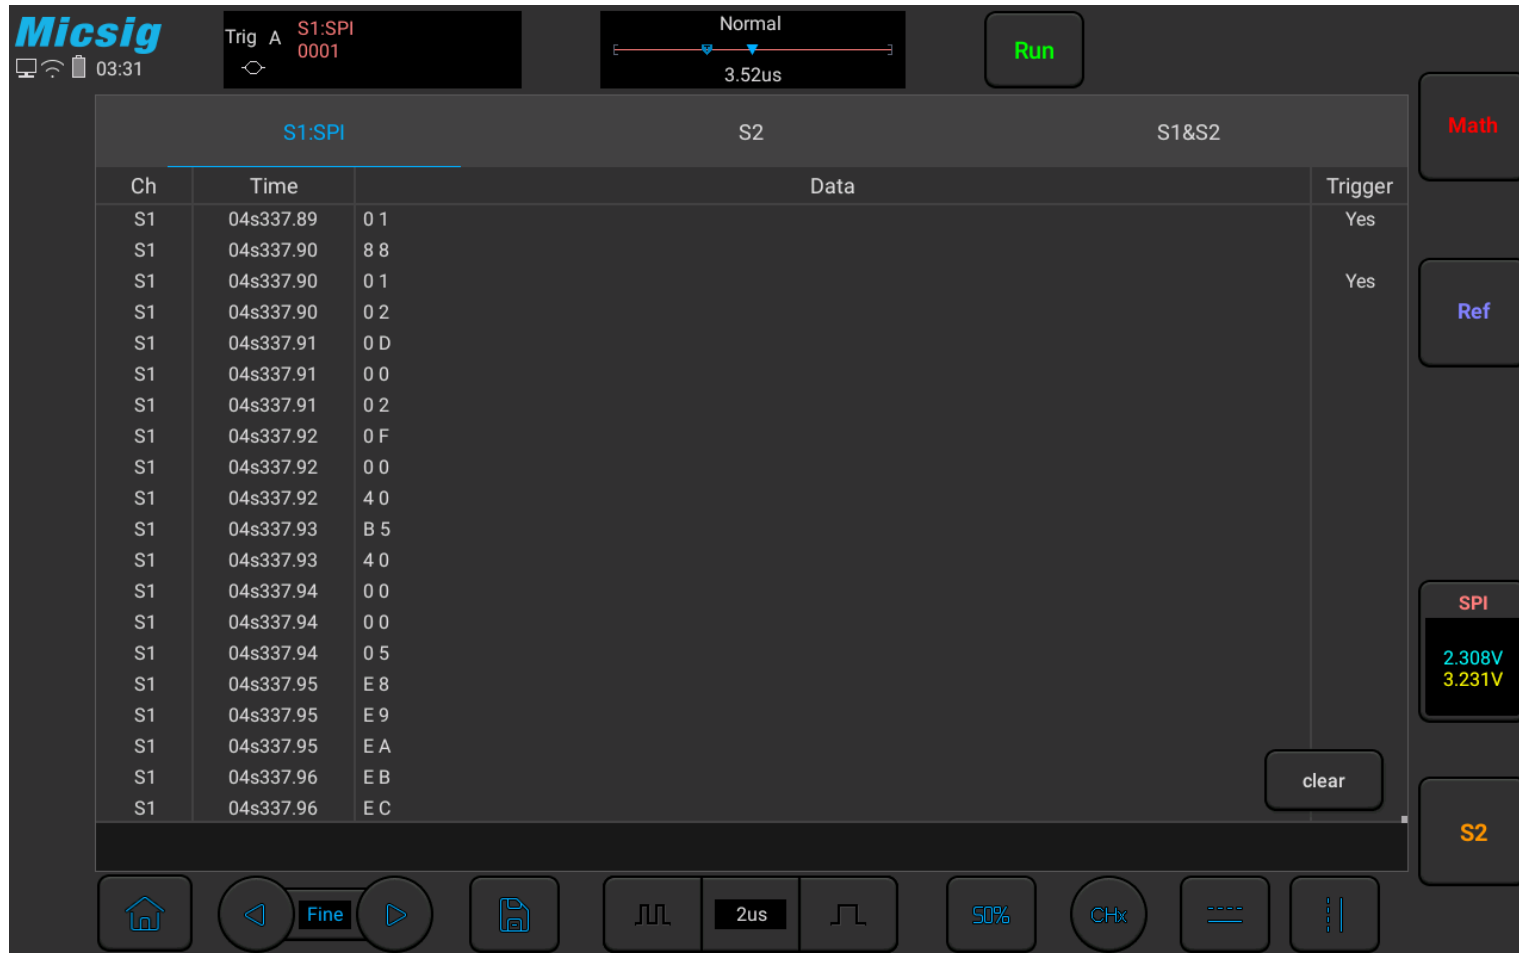 Micsig
03:31
Trig A S1:SPI
0001
Normal
3.52us
Run
S1:SPI S2 S1&S2
Ch Time Data Trigger
S1 04s337.89 0 1 Yes
S1 04s337.90 8 8
S1 04s337.90 0 1 Yes
S1 04s337.90 0 2
S1 04s337.91 0 D
S1 04s337.91 0 0
S1 04s337.91 0 2
S1 04s337.92 0 F
S1 04s337.92 0 0
S1 04s337.92 4 0
S1 04s337.93 B 5
S1 04s337.93 4 0
S1 04s337.94 0 0
S1 04s337.94 0 0
S1 04s337.94 0 5
S1 04s337.95 E 8
S1 04s337.95 E 9
S1 04s337.95 E A
S1 04s337.96 E B
S1 04s337.96 E C
clear
Math
Ref
SPI
2.308V
3.231V
S2
Fine 2us 50% CHx